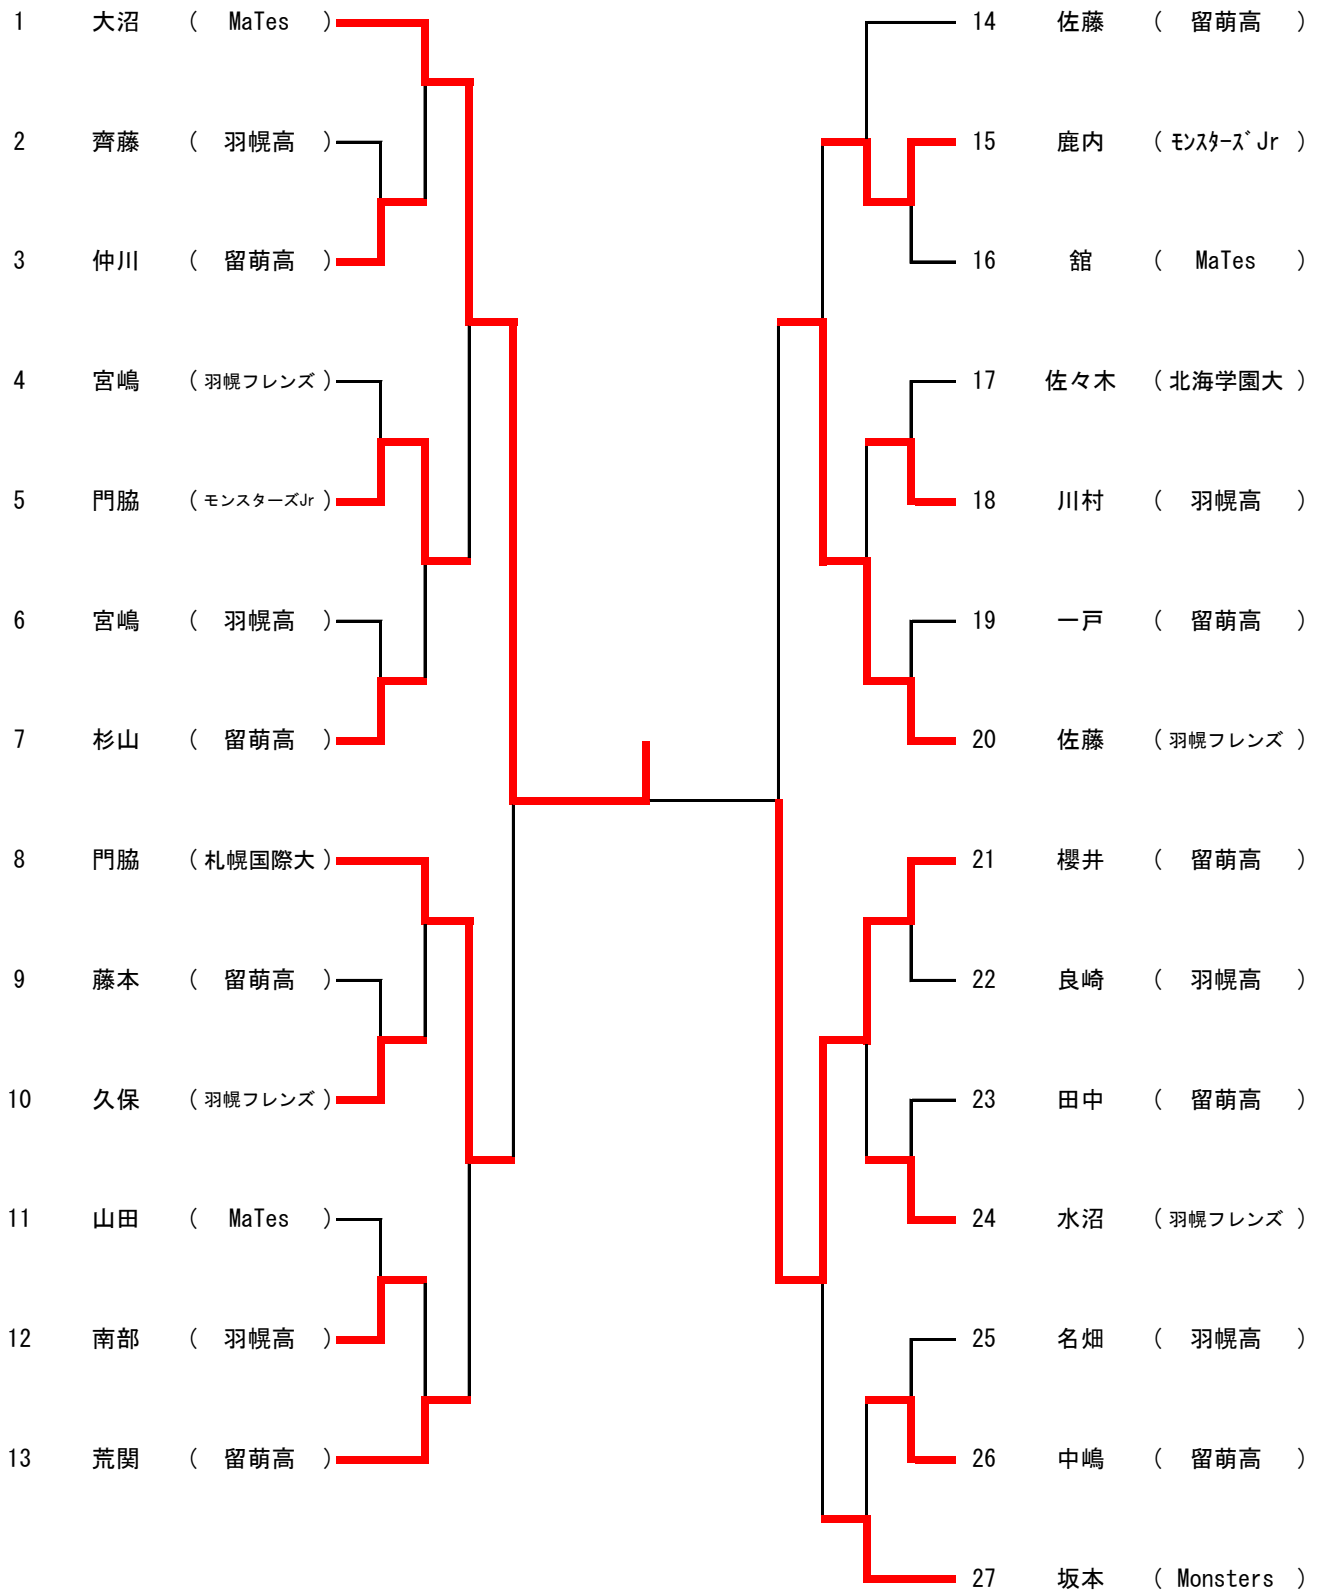 1 大沼 ( MaTes )
2 齊藤 ( 羽幌高 )
3 仲川 ( 留萌高 )
4 宮嶋 ( 羽幌フレンズ )
5 門脇 ( モンスターズJr )
6 宮嶋 ( 羽幌高 )
7 杉山 ( 留萌高 )
8 門脇 ( 札幌国際大 )
9 藤本 ( 留萌高 )
10 久保 ( 羽幌フレンズ )
11 山田 ( MaTes )
12 南部 ( 羽幌高 )
13 荒関 ( 留萌高 )
14 佐藤 ( 留萌高 )
15 鹿内 ( ﾓﾝｽﾀｰｽﾞJr )
16 舘 ( MaTes )
17 佐々木 ( 北海学園大 )
18 川村 ( 羽幌高 )
19 一戸 ( 留萌高 )
20 佐藤 ( 羽幌フレンズ )
21 櫻井 ( 留萌高 )
22 良崎 ( 羽幌高 )
23 田中 ( 留萌高 )
24 水沼 ( 羽幌フレンズ )
25 名畑 ( 羽幌高 )
26 中嶋 ( 留萌高 )
27 坂本 ( Monsters )